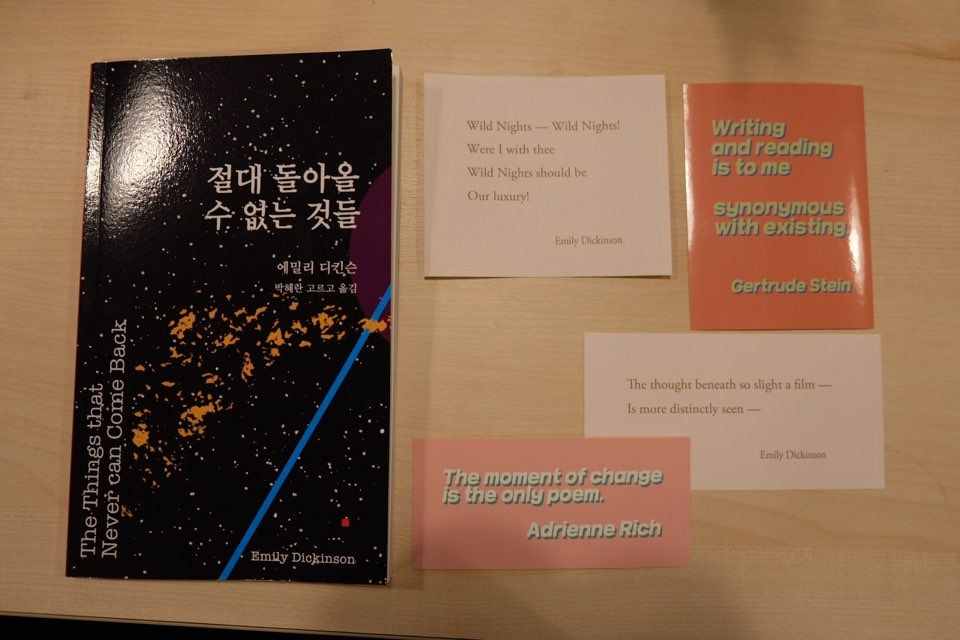 절대 돌아올
수 없는 것들
에밀리 디킨슨
박혜란 고르고 옮김
The Things that
Never can Come Back
Emily Dickinson
Wild Nights — Wild Nights!
Were I with thee
Wild Nights should be
Our luxury!
Emily Dickinson
Writing
and reading
is to me
synonymous
with existing.
Gertrude Stein
The thought beneath so slight a film —
Is more distinctly seen —
Emily Dickinson
The moment of change
is the only poem.
Adrienne Rich